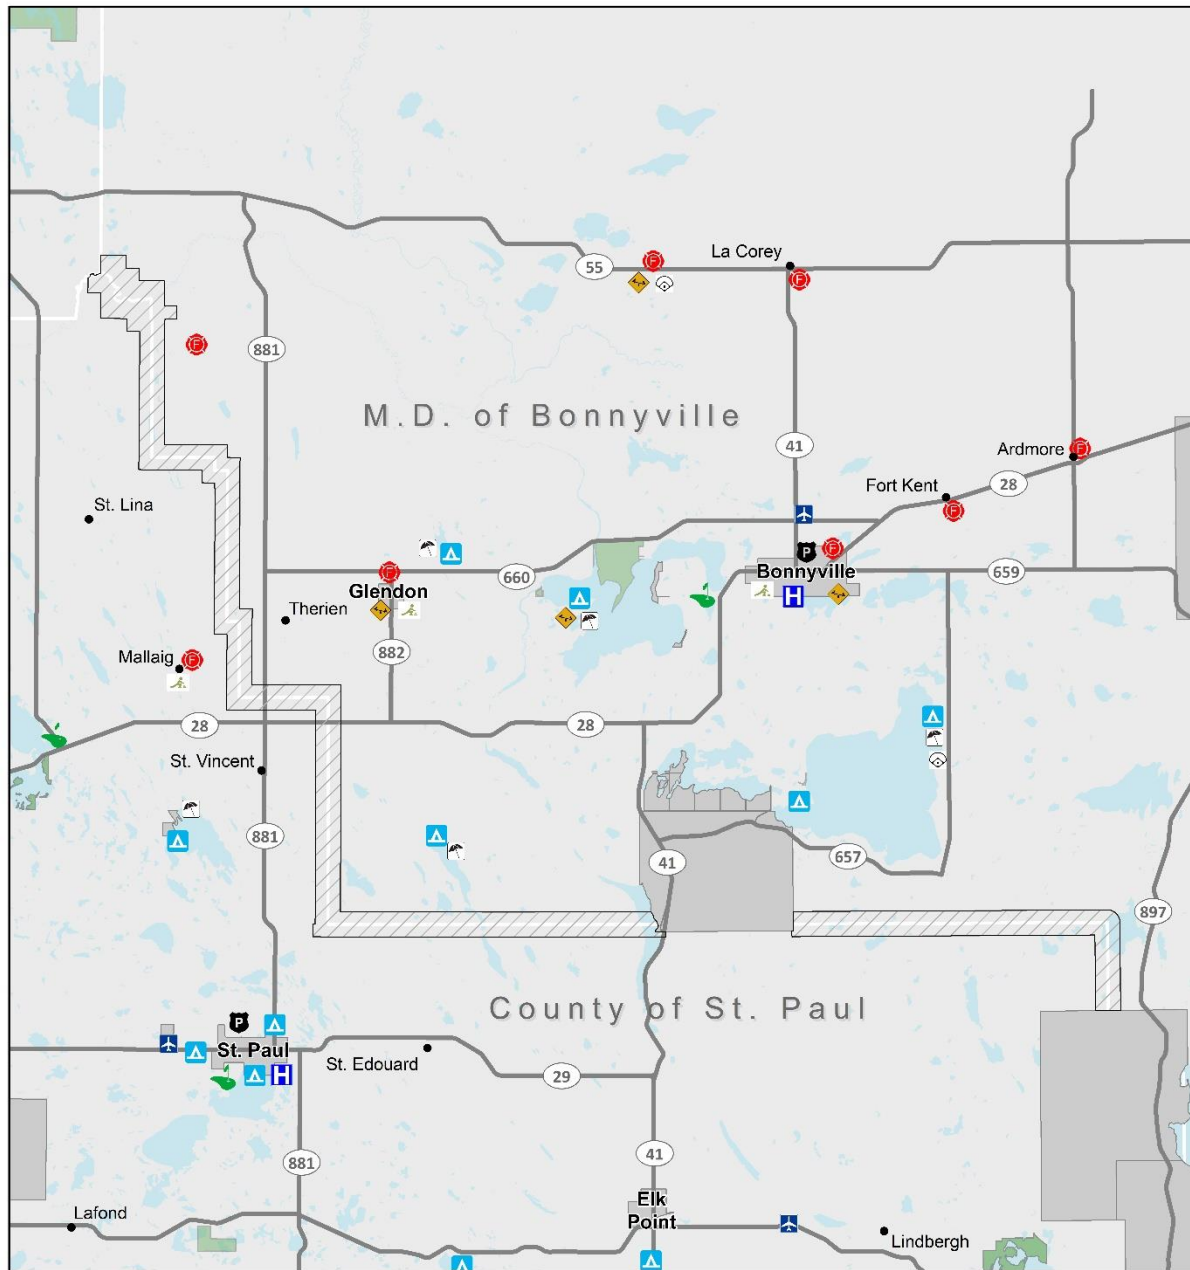 La Corey
55
881
M.D. of Bonnyville
41
Ardmore
28
Fort Kent
St. Lina
Bonnyville
660
659
Glendon
Therien
882
Mallaig
28
28
St. Vincent
881
41
657
897
County of St. Paul
P
St. Paul
St. Edouard
H
29
881
41
Elk
Point
Lafond
Lindbergh
F
F
F
F
F
P
F
F
H
F